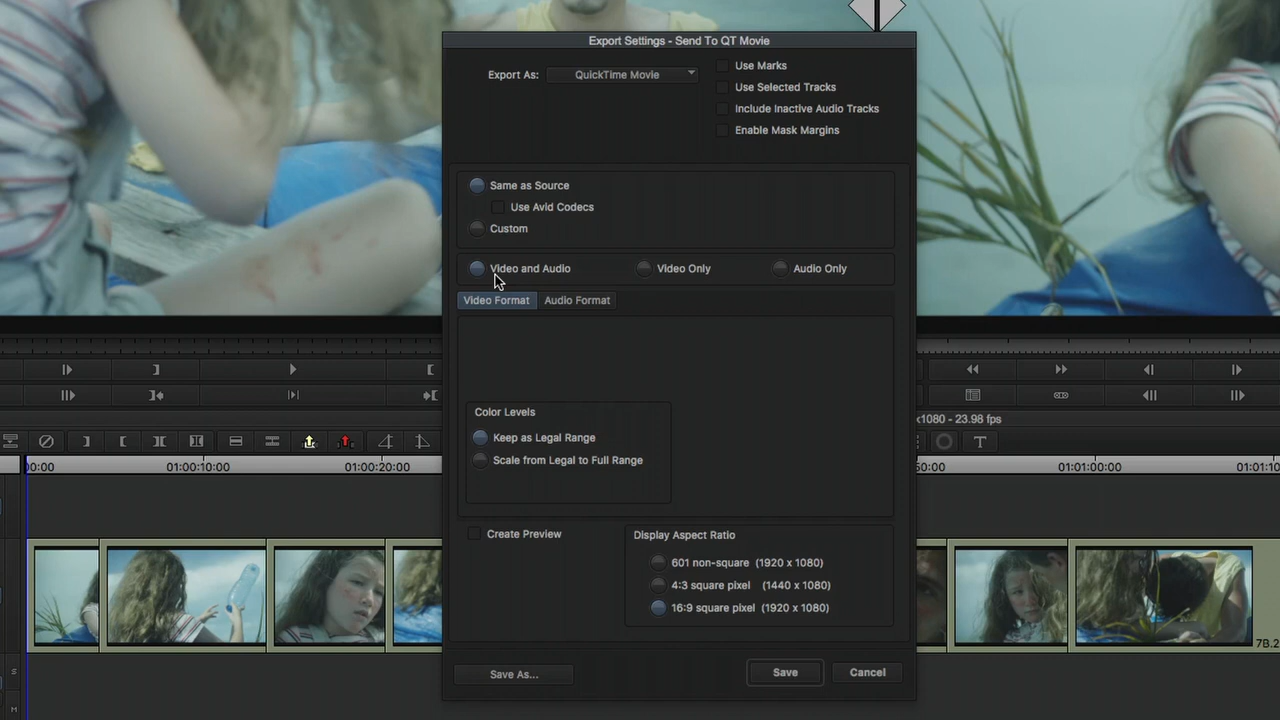 Export Settings - Send To QT Movie
Export As: QuickTime Movie
Use Marks
Use Selected Tracks
Include Inactive Audio Tracks
Enable Mask Margins
Same as Source
Use Avid Codecs
Custom
Video and Audio Video Only Audio Only
Video Format Audio Format
x1080 - 23.98 fps
T
00:00 01:00:10:00 01:00:20:00 50:00 01:01:00:00 01:01:10
Color Levels
Keep as Legal Range
Scale from Legal to Full Range
Create Preview
Display Aspect Ratio
601 non-square (1920 x 1080)
4:3 square pixel (1440 x 1080)
16:9 square pixel (1920 x 1080)
7B.2
S
M
Save As... Save Cancel